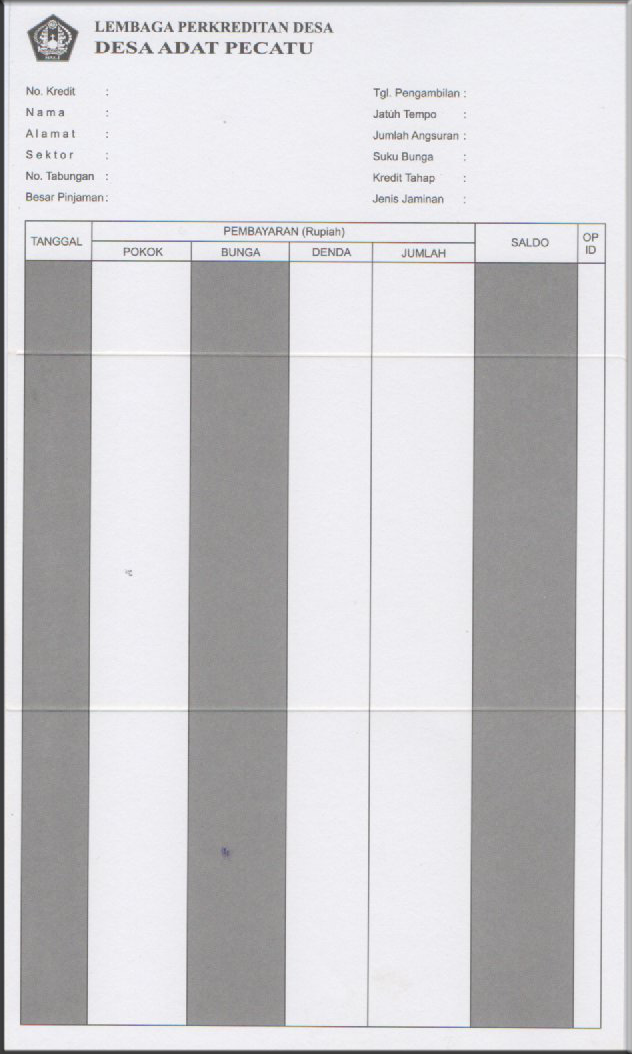 LEMBAGA PERKREDITAN DESA
DESA ADAT PECATU
No. Kredit :
Nama :
Alamat :
Sektor :
No. Tabungan :
Besar Pinjaman :
Tgl. Pengambilan :
Jatuh Tempo :
Jumlah Angsuran :
Suku Bunga :
Kredit Tahap :
Jenis Jaminan :
TANGGAL
PEMBAYARAN (Rupiah)
POKOK
BUNGA
DENDA
JUMLAH
SALDO
OP
ID